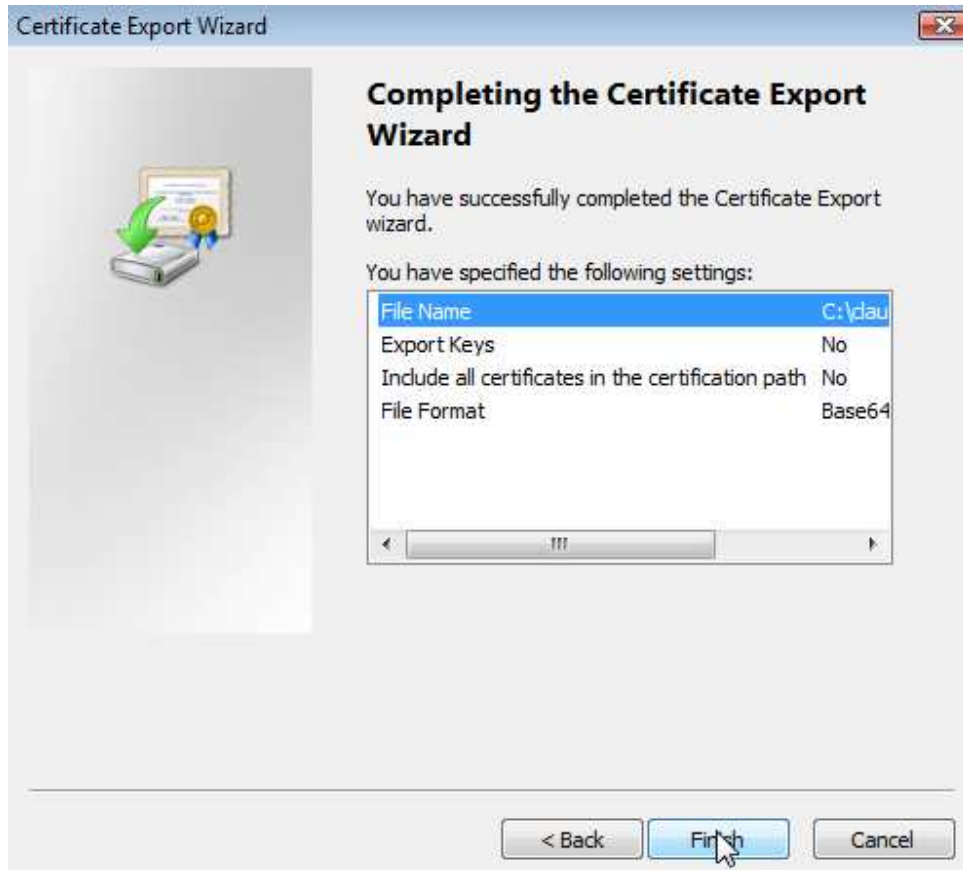 Certificate Export Wizard
Completing the Certificate Export
Wizard
You have successfully completed the Certificate Export
wizard.
You have specified the following settings:
File Name C:\dau
Export Keys No
Include all certificates in the certification path No
File Format Base64
< Back Finish Cancel